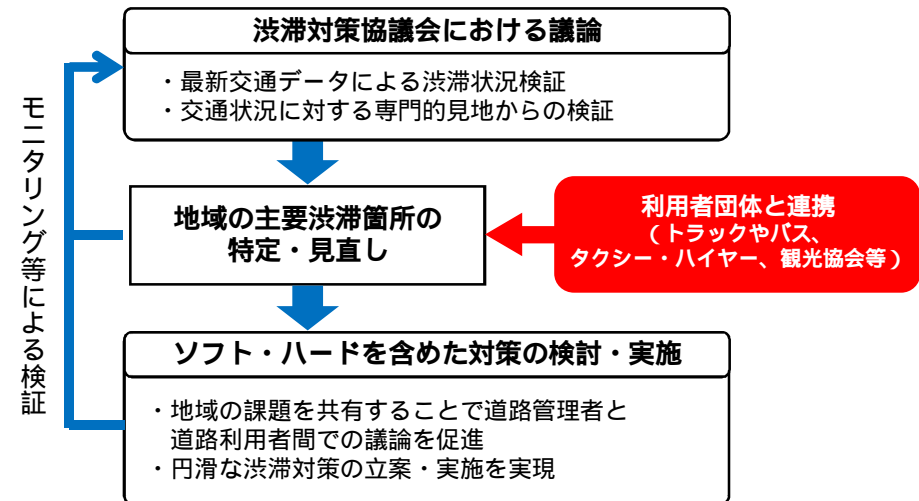 渋滞対策協議会における議論
・最新交通データによる渋滞状況検証
・交通状況に対する専門的見地からの検証
モニタリング等による検証
地域の主要渋滞箇所の
特定・見直し
利用者団体と連携
(トラックやバス、
タクシー・ハイヤー、観光協会等)
ソフト・ハードを含めた対策の検討・実施
・地域の課題を共有することで道路管理者と
道路利用者間での議論を促進
・円滑な渋滞対策の立案・実施を実現